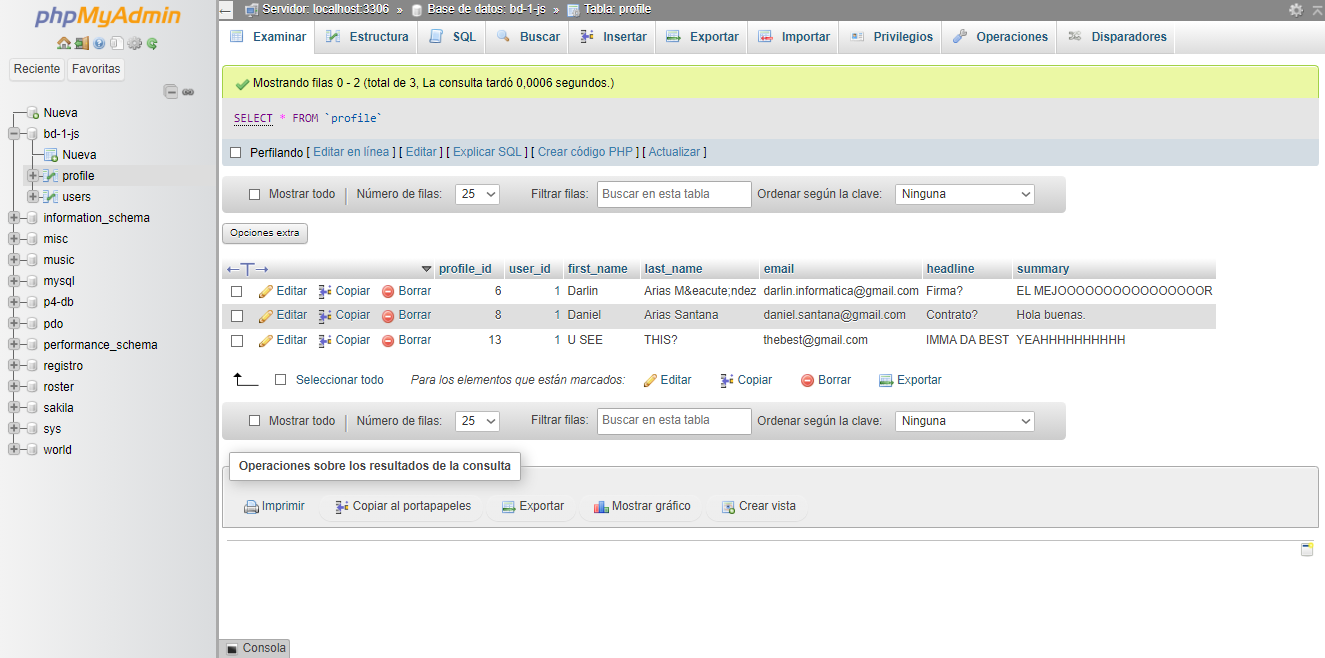 phpMyAdmin
Servidor: localhost:3306 » Base de datos: bd-1-js » Tabla: profile
Examinar Estructura SQL Buscar Insertar Exportar Importar Privilegios Operaciones Disparadores
Reciente Favoritas
Nueva
bd-1-js
Nueva
profile
users
information_schema
misc
music
mysql
p4-db
pdo
performance_schema
registro
roster
sakila
sys
world
Mostrando filas 0 - 2 (total de 3, La consulta tardó 0,0006 segundos.)
SELECT * FROM `profile`
Perfilando [ Editar en línea ] [ Editar ] [ Explicar SQL ] [ Crear código PHP ] [ Actualizar ]
Mostrar todo | Número de filas: 25 Filtrar filas: Buscar en esta tabla Ordenar según la clave: Ninguna
Opciones extra
←T→ profile_id user_id first_name last_name email headline summary
Editar Copiar Borrar 6 1 Darlin Arias M&eacute;ndez darlin.informatica@gmail.com Firma? EL MEJOOOOOOOOOOOOOOOOR
Editar Copiar Borrar 8 1 Daniel Arias Santana daniel.santana@gmail.com Contrato? Hola buenas.
Editar Copiar Borrar 13 1 U SEE THIS? thebest@gmail.com IMMA DA BEST YEAHHHHHHHHHH
Seleccionar todo Para los elementos que están marcados: Editar Copiar Borrar Exportar
Mostrar todo | Número de filas: 25 Filtrar filas: Buscar en esta tabla Ordenar según la clave: Ninguna
Operaciones sobre los resultados de la consulta
Imprimir Copiar al portapapeles Exportar Mostrar gráfico Crear vista
Consola